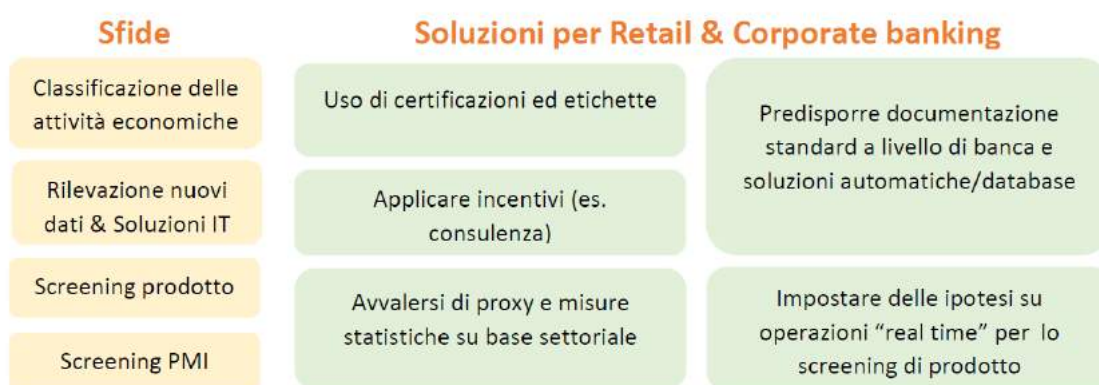 Sfide
Classificazione delle
attività economiche
Rilevazione nuovi
dati & Soluzioni IT
Screening prodotto
Screening PMI
Soluzioni per Retail & Corporate banking
Uso di certificazioni ed etichette
Applicare incentivi (es.
consulenza)
Avvalersi di proxy e misure
statistiche su base settoriale
Predisporre documentazione
standard a livello di banca e
soluzioni automatiche/database
Impostare delle ipotesi su
operazioni “real time” per lo
screening di prodotto